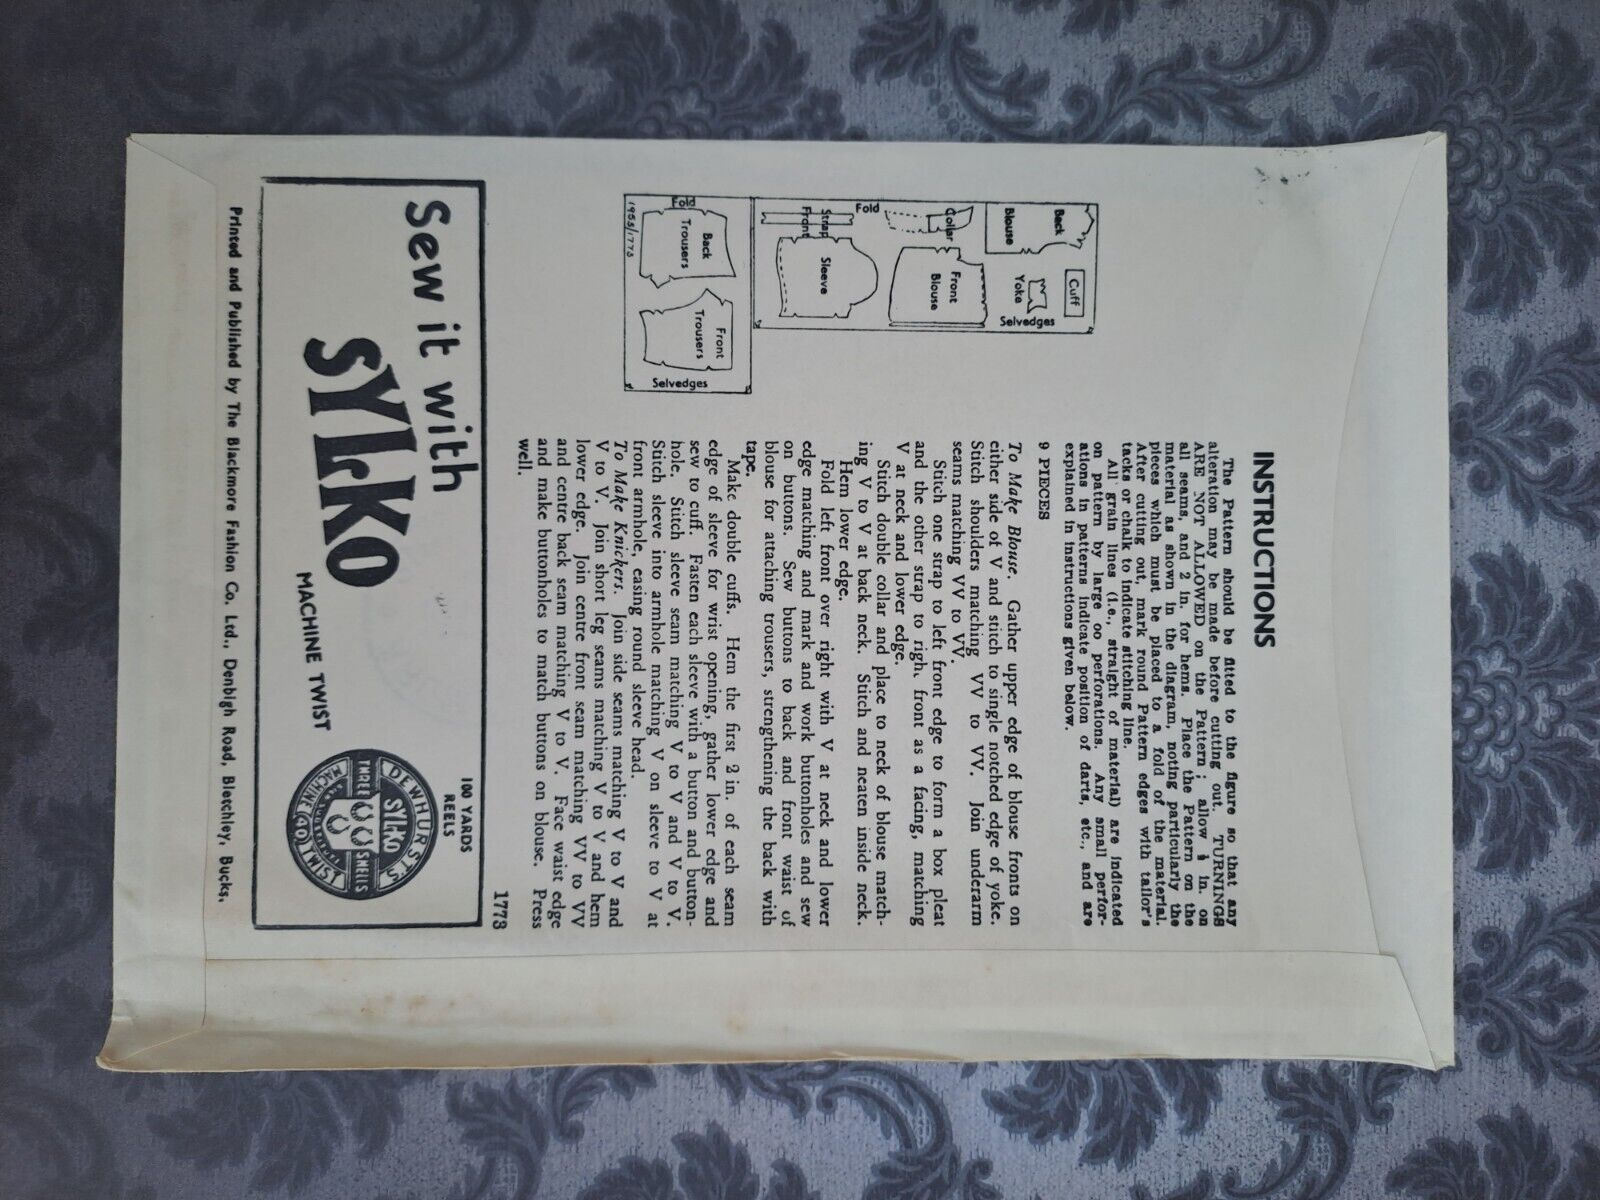 INSTRUCTIONS
The Pattern should be fitted to the figure so that any
alteration may be made before cutting out. TURNINGS
ARE NOT ALLOWED on the Pattern; allow in. on
all seams, and 2 in. for hems. Place the Pattern on the
material as shown in the diagram, noting particularly the
pieces which must be placed to a fold of the material.
After cutting out, mark round Pattern edges with tailor's
tacks or chalk to indicate stitching line.
All grain lines (i.e., straight of material) are indicated
on pattern by large oo perforations. Any small perfor-
ations in patterns indicate position of darts, etc., and are
explained in instructions given below.
9 PIECES
To Make Blouse. Gather upper edge of blouse fronts on
either side of V and stitch to single notched edge of yoke.
Stitch shoulders matching VV to VV. Join underarm
seams matching VV to VV.
Stitch one strap to left front edge to form a box pleat
and the other strap to right front as a facing, matching
V at neck and lower edge.
Stitch double collar and place to neck of blouse match-
ing V to V at back neck. Stitch and neaten inside neck.
Hem lower edge.
Fold left front over right with V at neck and lower
edge matching and mark and work buttonholes and sew
on buttons. Sew buttons to back and front waist of
blouse for attaching trousers, strengthening the back with
tape.
Make double cuffs. Hem the first 2 in. of each seam
edge of sleeve for wrist opening, gather lower edge and
sew to cuff. Fasten each sleeve with a button and button-
hole. Stitch sleeve seam matching V to V and V to V.
Stitch sleeve into armhole matching V on sleeve to V at
front armhole, easing round sleeve head.
To Make Knickers. Join side seams matching V to V and
V to V. Join short leg seams matching V to V and hem
lower edge. Join centre front seam matching VV to VV
and centre back seam matching V to V. Face waist edge
and make buttonholes to match buttons on blouse. Press
well.
1773
Back
Blouse
Cuff
Yoke
Selvedges
Collar
Front
Blouse
Fold
Strap
Front
Sleeve
Fold
Back
Trousers
Front
Trousers
Selvedges
1955/1773
Sew it with
SYLKO
MACHINE TWIST
100 YARDS
REELS
DEWHURST'S
SYLKO
THREE SHELLS
MACHINE (40) TWIST
Printed and Published by The Blackmore Fashion Co. Ltd., Denbigh Road, Bletchley, Bucks,